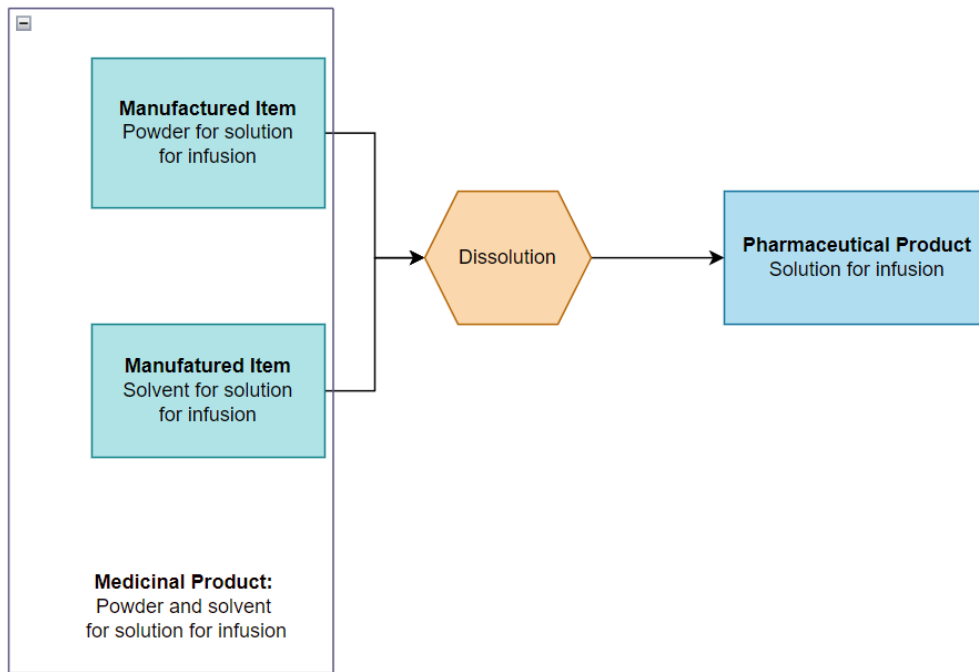 Manufactured Item
Powder for solution
for infusion
Dissolution
Pharmaceutical Product
Solution for infusion
Manufatured Item
Solvent for solution
for infusion
Medicinal Product:
Powder and solvent
for solution for infusion